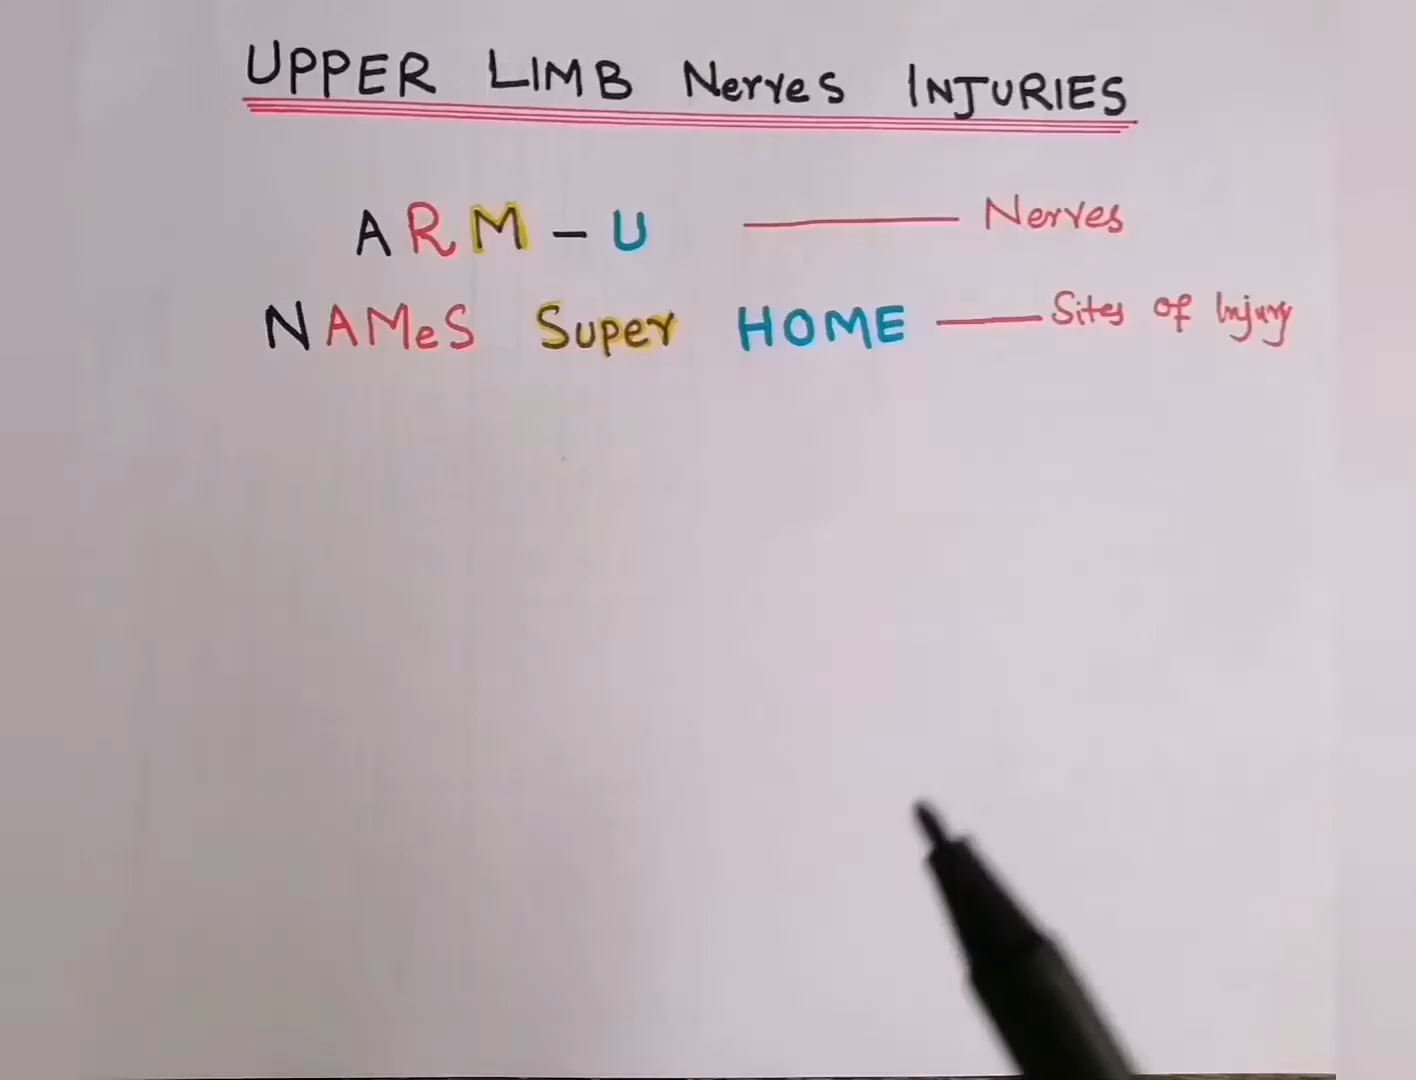 UPPER LIMB Nerves INJURIES
ARM - U — Nerves
NAMeS Super HOME — Sites of Injury